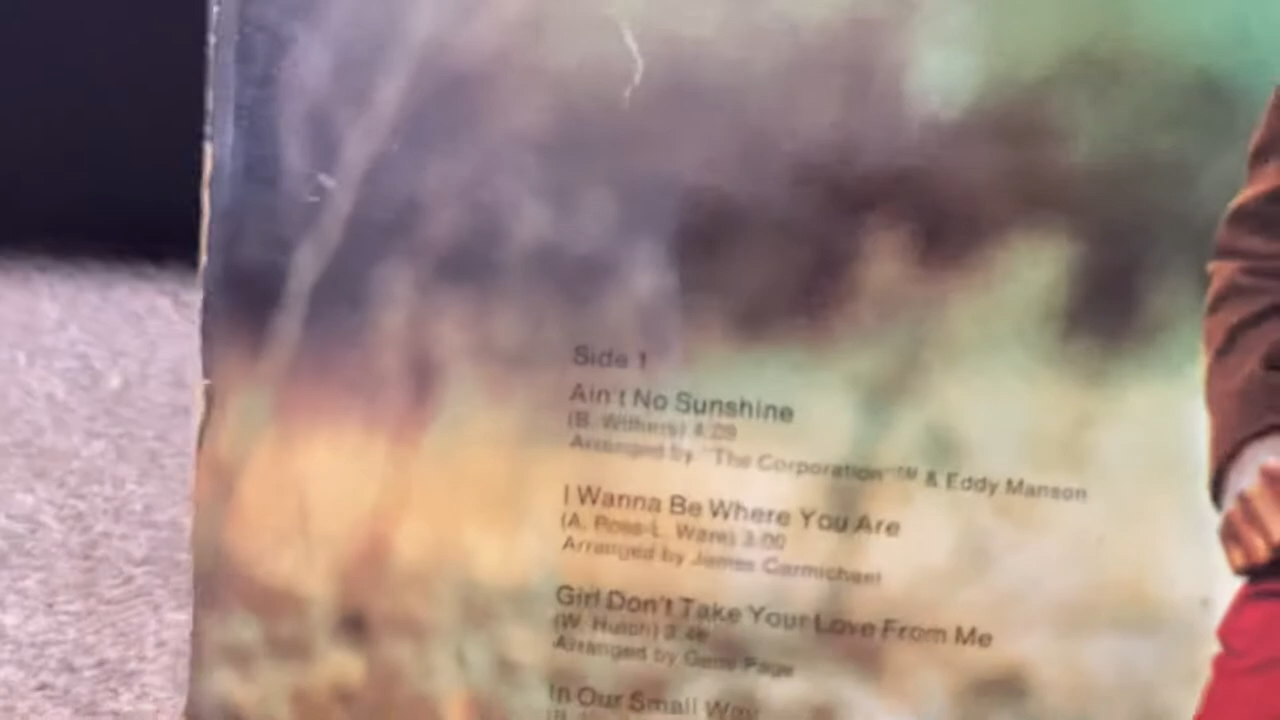 Side 1
Ain't No Sunshine
(B. Withers) 4:09
Arranged by "The Corporation"™ & Eddy Manson
I Wanna Be Where You Are
(A. Ross-L. Ware) 3:00
Arranged by James Carmichael
Girl Don't Take Your Love From Me
(W. Hutch) 3:46
Arranged by Gene Page
In Our Small Way
(B.